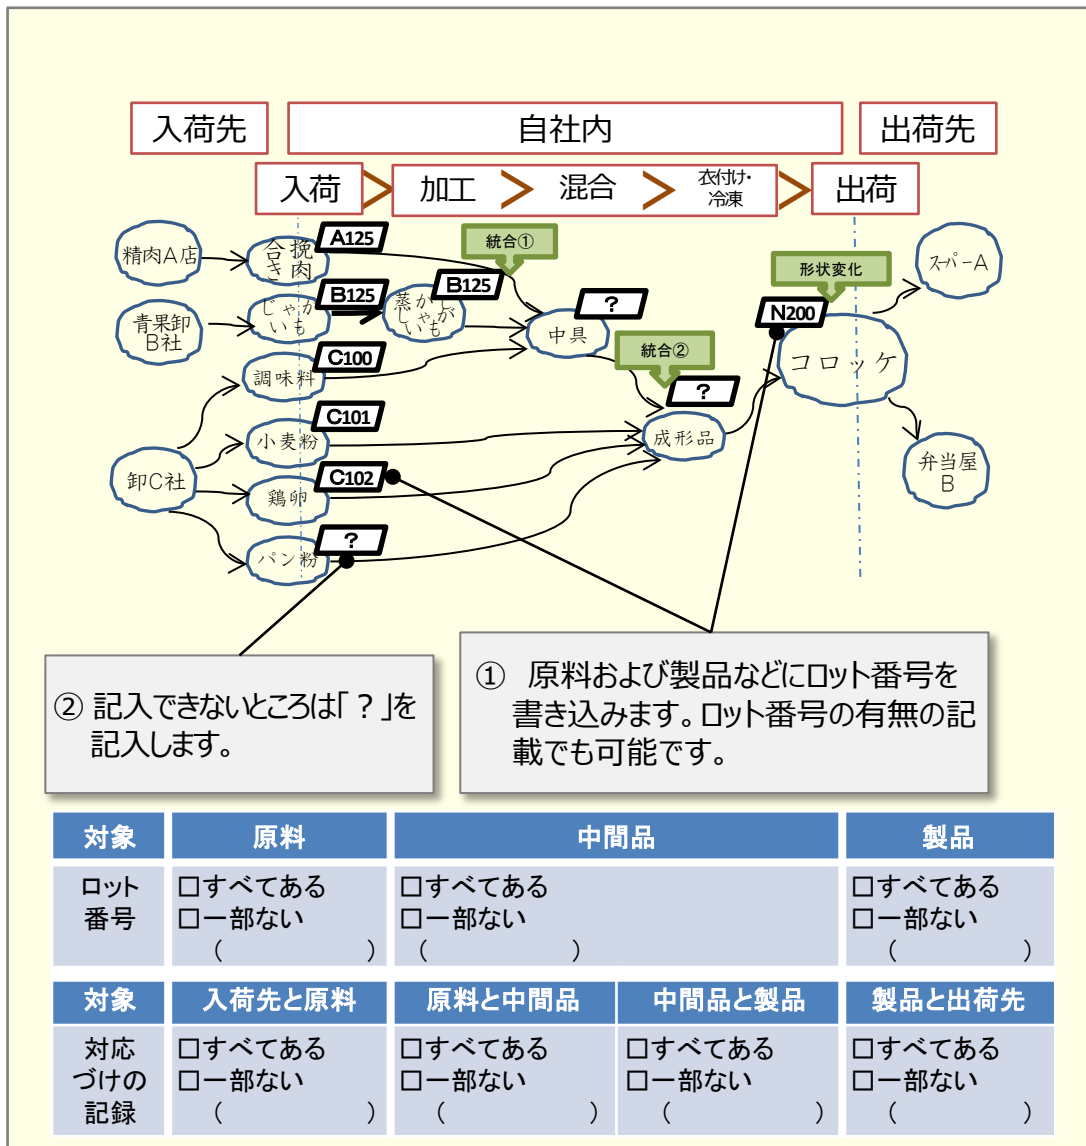 入荷先
自社内
出荷先
入荷
加工
混合
衣付け・
冷凍
出荷
精肉A店
合挽
き肉
A125
統合①
形状変化
スーパーA
青果卸
B社
じゃが
いも
B125
蒸かし
じゃが
いも
B125
?
中具
N200
コロッケ
調味料
C100
統合②
?
小麦粉
C101
成形品
卸C社
鶏卵
C102
弁当屋
B
パン粉
?
② 記入できないところは「？」を
記入します。
① 原料および製品などにロット番号を
書き込みます。ロット番号の有無の記
載でも可能です。
対象 原料 中間品 製品
ロット
番号
□すべてある
□一部ない
( )
□すべてある
□一部ない
( )
□すべてある
□一部ない
( )
対象 入荷先と原料 原料と中間品 中間品と製品 製品と出荷先
対応
づけの
記録
□すべてある
□一部ない
( )
□すべてある
□一部ない
( )
□すべてある
□一部ない
( )
□すべてある
□一部ない
( )